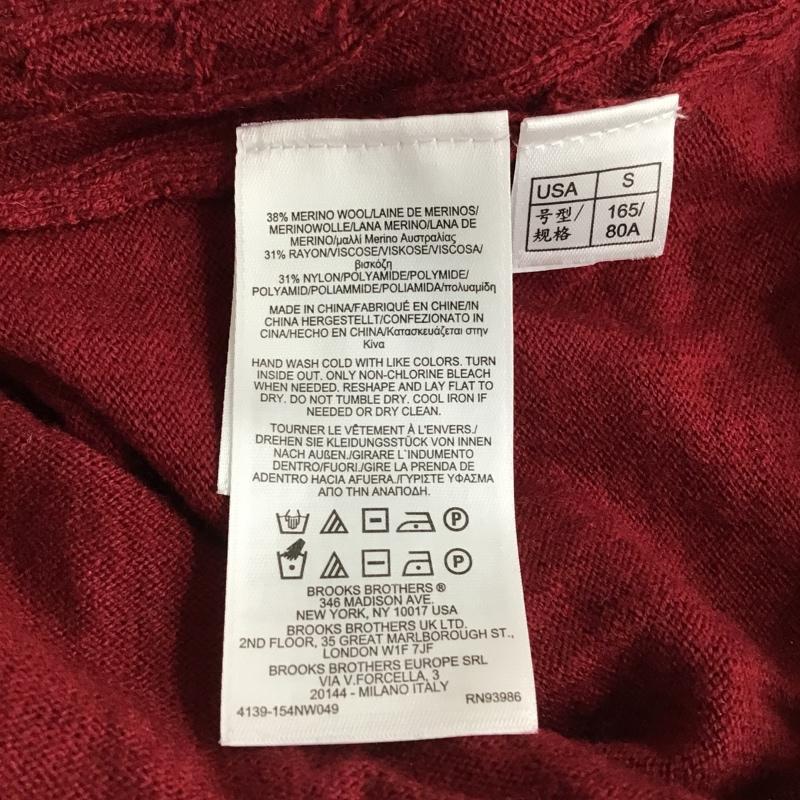 38% MERINO WOOL/LAINE DE MERINOS/
MERINOWOLLE/LANA MERINO/LANA DE
MERINO/μαλλί Merino Αυστραλίας
31% RAYON/VISCOSE/VISKOSE/VISCOSA/
βισκόζη
31% NYLON/POLYAMIDE/POLYMIDE/
POLYAMID/POLIAMMIDE/POLIAMIDA/πολυαμίδη
MADE IN CHINA/FABRIQUÉ EN CHINE/IN
CHINA HERGESTELLT/CONFEZIONATO IN
CINA/HECHO EN CHINA/Κατασκευάζεται στην
Κίνα
HAND WASH COLD WITH LIKE COLORS. TURN
INSIDE OUT. ONLY NON-CHLORINE BLEACH
WHEN NEEDED. RESHAPE AND LAY FLAT TO
DRY. DO NOT TUMBLE DRY. COOL IRON IF
NEEDED OR DRY CLEAN.
TOURNER LE VÊTEMENT À L'ENVERS./
DREHEN SIE KLEIDUNGSSTÜCK VON INNEN
NACH AUßEN./GIRARE L`INDUMENTO
DENTRO/FUORI./GIRE LA PRENDA DE
ADENTRO HACIA AFUERA./ΓΥΡΙΣΤΕ ΥΦΑΣΜΑ
ΑΠΟ ΤΗΝ ΑΝΑΠΟΔΗ.
P
P
BROOKS BROTHERS ®
346 MADISON AVE.
NEW YORK, NY 10017 USA
BROOKS BROTHERS UK LTD.
2ND FLOOR, 35 GREAT MARLBOROUGH ST.,
LONDON W1F 7JF
BROOKS BROTHERS EUROPE SRL
VIA V.FORCELLA, 3
20144 - MILANO ITALY
4139-154NW049 RN93986
USA S
号型/ 165/
规格 80A